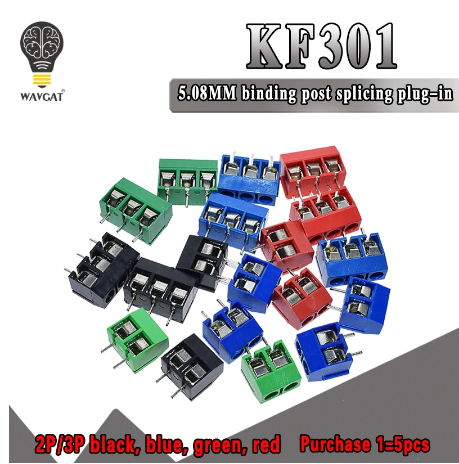 WAVGAT
KF301
5.08MM binding post splicing plug-in
2P/3P black, blue, green, red Purchase 1=5pcs